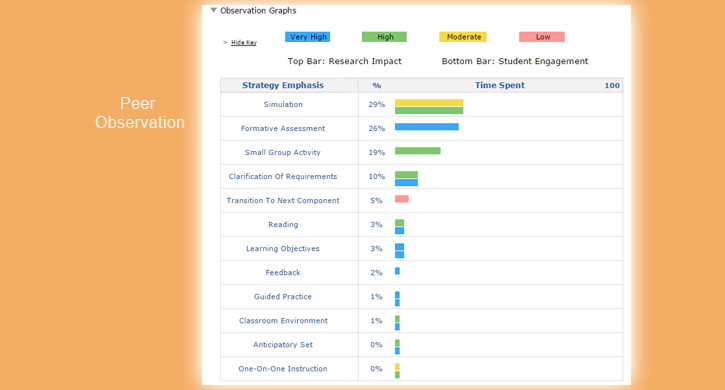 Observation Graphs
> Hide Key
Very High High Moderate Low
Top Bar: Research Impact Bottom Bar: Student Engagement
Peer
Observation
Strategy Emphasis % Time Spent 100
Simulation 29%
Formative Assessment 26%
Small Group Activity 19%
Clarification Of Requirements 10%
Transition To Next Component 5%
Reading 3%
Learning Objectives 3%
Feedback 2%
Guided Practice 1%
Classroom Environment 1%
Anticipatory Set 0%
One-On-One Instruction 0%